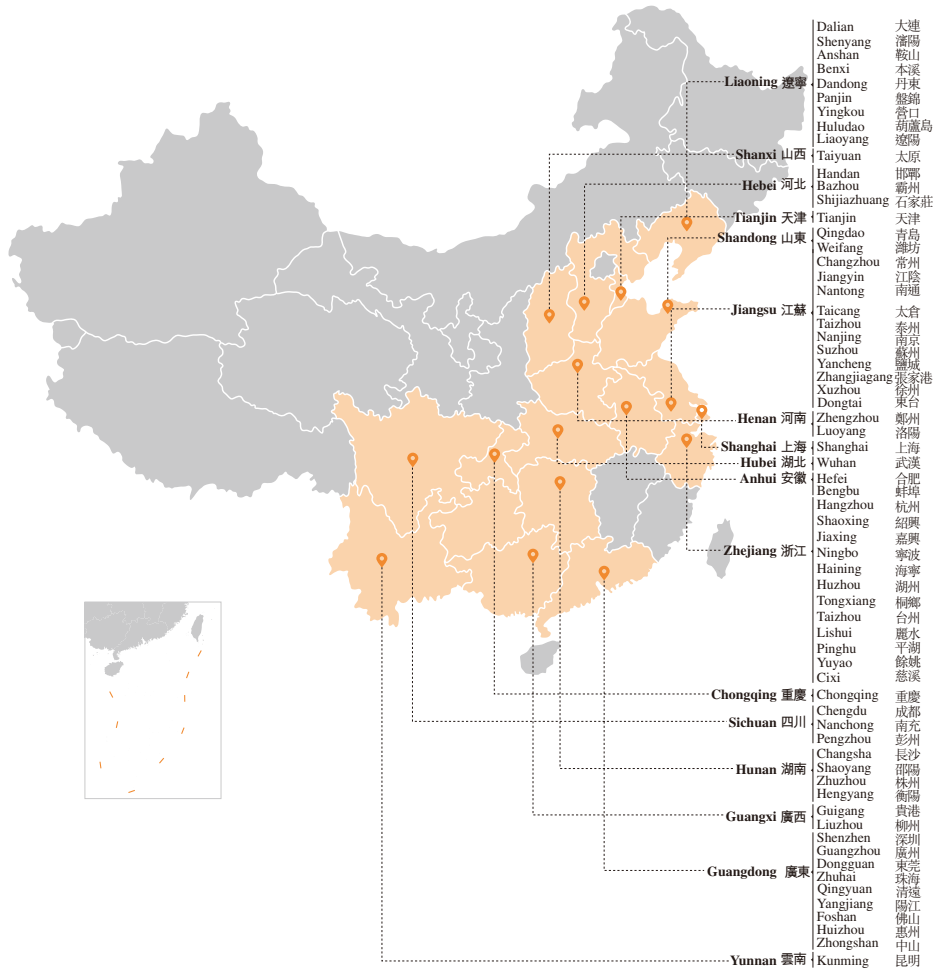 Dalian 大連
Shenyang 瀋陽
Anshan 鞍山
Benxi 本溪
Liaoning 遼寧 Dandong 丹東
Panjin 盤錦
Yingkou 營口
Huludao 葫蘆島
Liaoyang 遼陽
Shanxi 山西 Taiyuan 太原
Handan 邯鄲
Hebei 河北 Bazhou 霸州
Shijiazhuang 石家莊
Tianjin 天津 Tianjin 天津
Shandong 山東 Qingdao 青島
Weifang 濰坊
Changzhou 常州
Jiangyin 江陰
Nantong 南通
Jiangsu 江蘇 Taicang 太倉
Taizhou 泰州
Nanjing 南京
Suzhou 蘇州
Yancheng 鹽城
Zhangjiagang 張家港
Xuzhou 徐州
Dongtai 東台
Henan 河南 Zhengzhou 鄭州
Luoyang 洛陽
Shanghai 上海 Shanghai 上海
Hubei 湖北 Wuhan 武漢
Anhui 安徽 Hefei 合肥
Bengbu 蚌埠
Hangzhou 杭州
Shaoxing 紹興
Jiaxing 嘉興
Zhejiang 浙江 Ningbo 寧波
Haining 海寧
Huzhou 湖州
Tongxiang 桐鄉
Taizhou 台州
Lishui 麗水
Pinghu 平湖
Yuyao 餘姚
Cixi 慈溪
Chongqing 重慶 Chongqing 重慶
Chengdu 成都
Sichuan 四川 Nanchong 南充
Pengzhou 彭州
Changsha 長沙
Hunan 湖南 Shaoyang 邵陽
Zhuzhou 株州
Hengyang 衡陽
Guangxi 廣西 Guigang 貴港
Liuzhou 柳州
Shenzhen 深圳
Guangzhou 廣州
Guangdong 廣東 Dongguan 東莞
Zhuhai 珠海
Qingyuan 清遠
Yangjiang 陽江
Foshan 佛山
Huizhou 惠州
Zhongshan 中山
Yunnan 雲南 Kunming 昆明